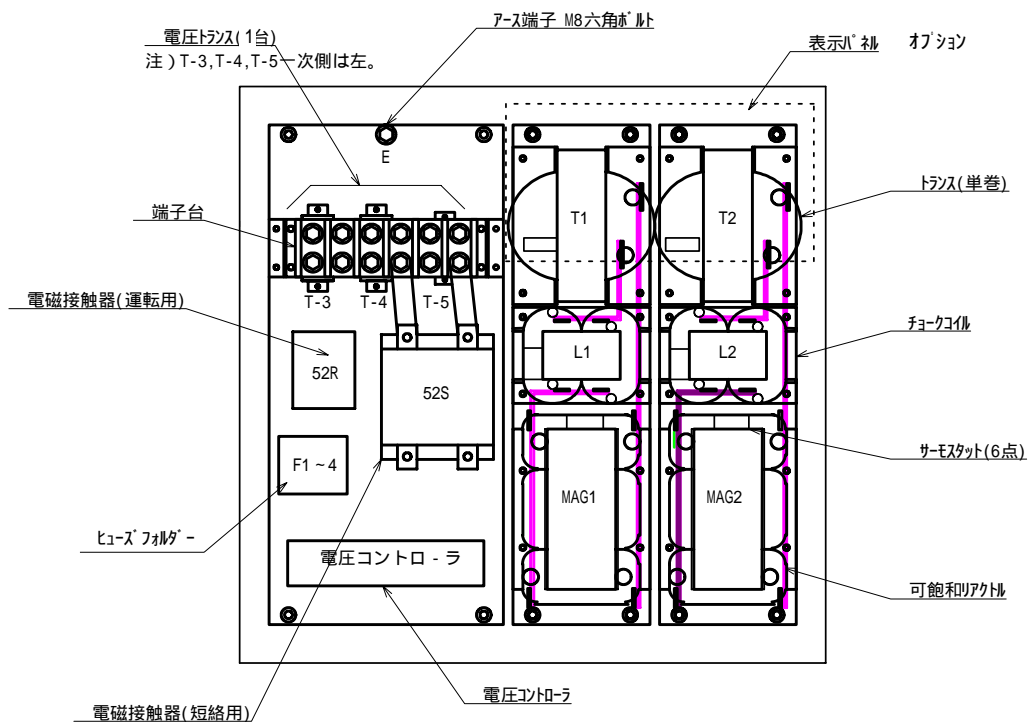 アース端子 M8六角ボルト
電圧トランス(1台)
注）T-3,T-4,T-5一次側は左。
表示パネル オプション
E
トランス(単巻)
端子台
T1
T2
T-3
T-4
T-5
電磁接触器(運転用)
チョークコイル
L1
L2
52R
52S
サーモスタット(6点)
F1～4
MAG1
MAG2
ヒューズフォルダー
電圧コントロ-ラ
可飽和リアクトル
電圧コントローラ
電磁接触器(短絡用)